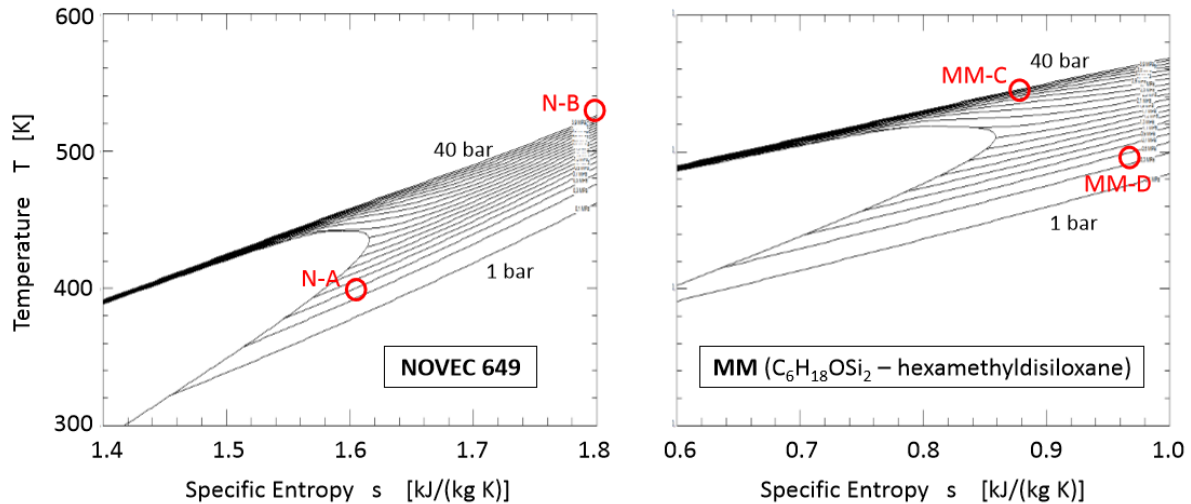 600
500
400
300
Temperature T [K]
1.4 1.5 1.6 1.7 1.8
Specific Entropy s [kJ/(kg K)]
N-B
40 bar
N-A
1 bar
NOVEC 649
40 bar
MM-C
MM-D
1 bar
MM (C₆H₁₈OSi₂ – hexamethyldisiloxane)
0.6 0.7 0.8 0.9 1.0
Specific Entropy s [kJ/(kg K)]